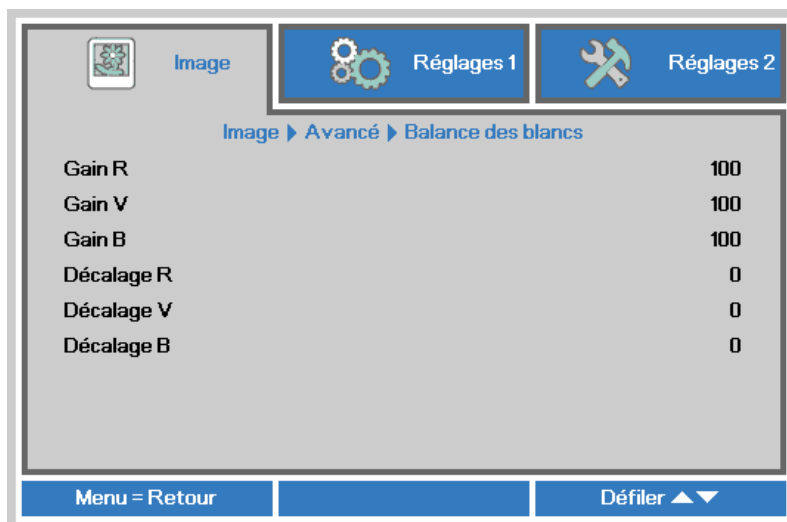 Image
Réglages 1
Réglages 2
Image ▶ Avancé ▶ Balance des blancs
Gain R 100
Gain V 100
Gain B 100
Décalage R 0
Décalage V 0
Décalage B 0
Menu = Retour
Défiler ▲▼